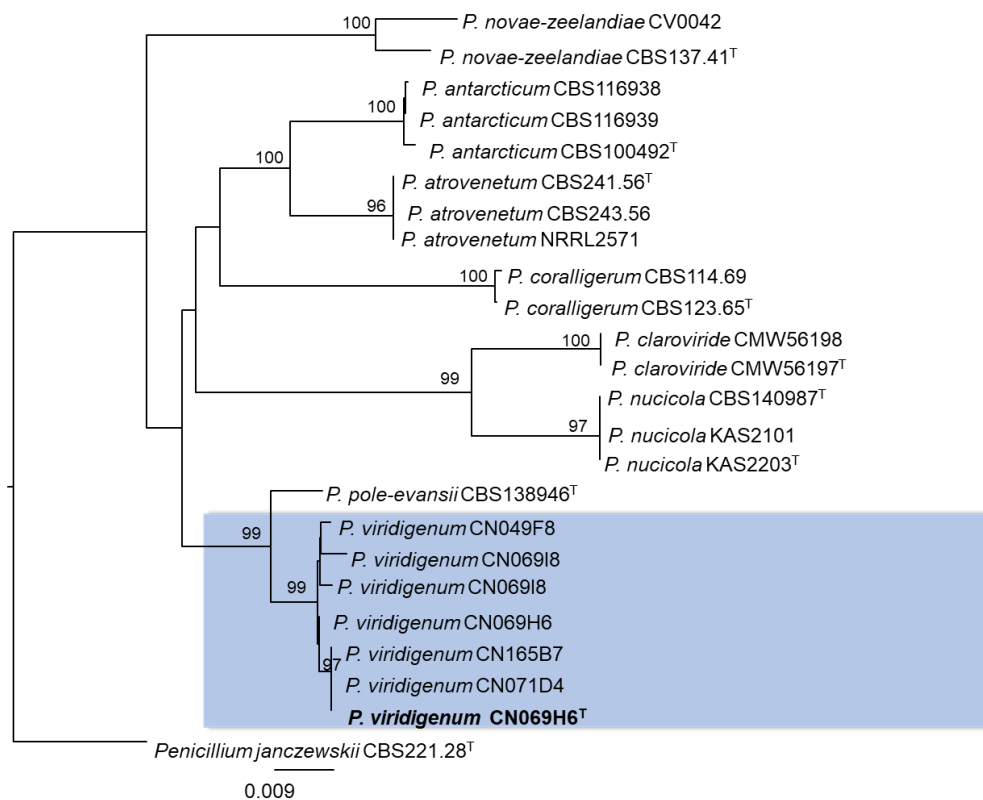 100
P. novae-zeelandiae CV0042
P. novae-zeelandiae CBS137.41ᵀ
P. antarcticum CBS116938
100
P. antarcticum CBS116939
P. antarcticum CBS100492ᵀ
100
P. atrovenetum CBS241.56ᵀ
96
P. atrovenetum CBS243.56
P. atrovenetum NRRL2571
100
P. coralligerum CBS114.69
P. coralligerum CBS123.65ᵀ
100
P. claroviride CMW56198
P. claroviride CMW56197ᵀ
99
P. nucicola CBS140987ᵀ
97
P. nucicola KAS2101
P. nucicola KAS2203ᵀ
P. pole-evansii CBS138946ᵀ
99
P. viridigenum CN049F8
P. viridigenum CN069I8
99
P. viridigenum CN069I8
P. viridigenum CN069H6
97
P. viridigenum CN165B7
P. viridigenum CN071D4
P. viridigenum CN069H6ᵀ
Penicillium janczewskii CBS221.28ᵀ
0.009